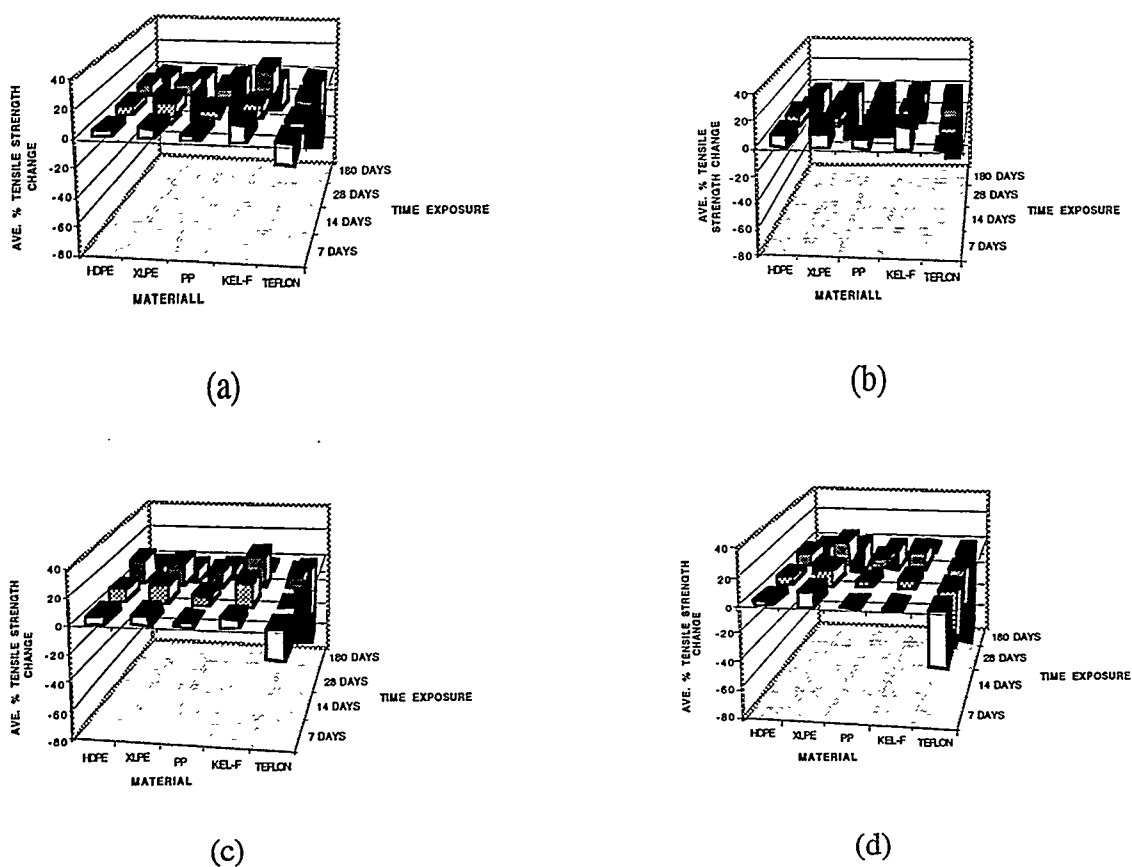 AVE. % TENSILE STRENGTH
CHANGE
40
20
0
-20
-40
-60
-80
HDPE XLPE PP KEL-F TEFLON
MATERIALL
180 DAYS
28 DAYS
14 DAYS
7 DAYS
TIME EXPOSURE
(a)
AVE. % TENSILE
STRENGTH CHANGE
40
20
0
-20
-40
-60
-80
HDPE XLPE PP KEL-F TEFLON
MATERIALL
180 DAYS
28 DAYS
14 DAYS
7 DAYS
TIME EXPOSURE
(b)
AVE. % TENSILE STRENGTH
CHANGE
40
20
0
-20
-40
-60
-80
HDPE XLPE PP KEL-F TEFLON
MATERIAL
180 DAYS
28 DAYS
14 DAYS
7 DAYS
TIME EXPOSURE
(c)
AVE. % TENSILE STRENGTH
CHANGE
40
20
0
-20
-40
-60
-80
HDPE XLPE PP KEL-F TEFLON
MATERIAL
180 DAYS
28 DAYS
14 DAYS
7 DAYS
TIME EXPOSURE
(d)